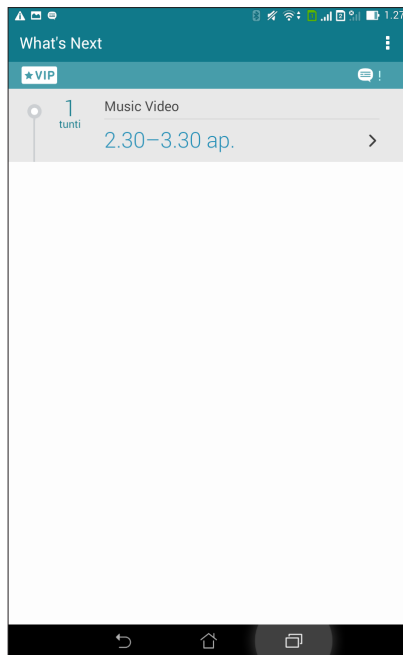 1.27
What's Next
VIP
!
1
tunti
Music Video
2.30–3.30 ap.